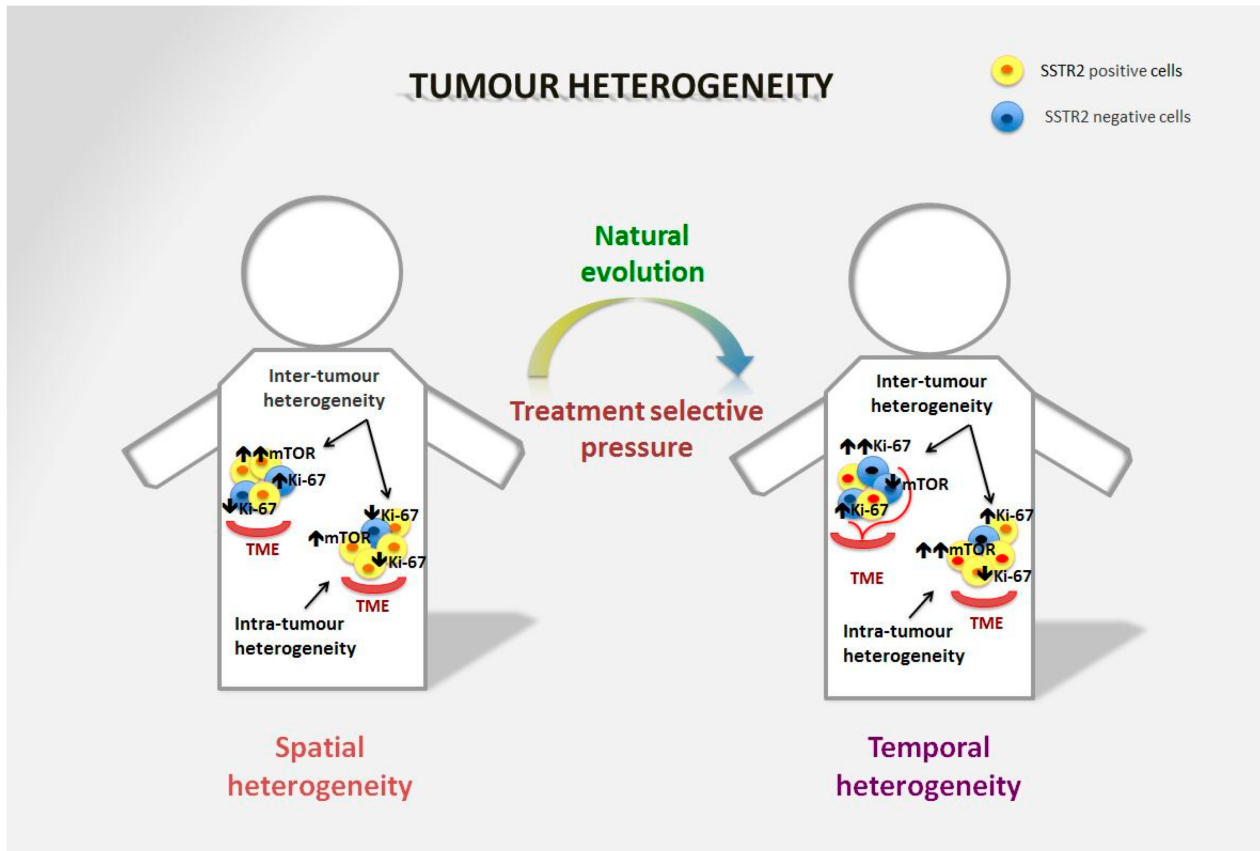 TUMOUR HETEROGENEITY
SSTR2 positive cells
SSTR2 negative cells
Natural
evolution
Treatment selective
pressure
Inter-tumour
heterogeneity
mTOR
Ki-67
Ki-67
TME
Ki-67
mTOR
Ki-67
TME
Intra-tumour
heterogeneity
Spatial
heterogeneity
Inter-tumour
heterogeneity
Ki-67
mTOR
Ki-67
TME
Ki-67
mTOR
Ki-67
TME
Intra-tumour
heterogeneity
Temporal
heterogeneity